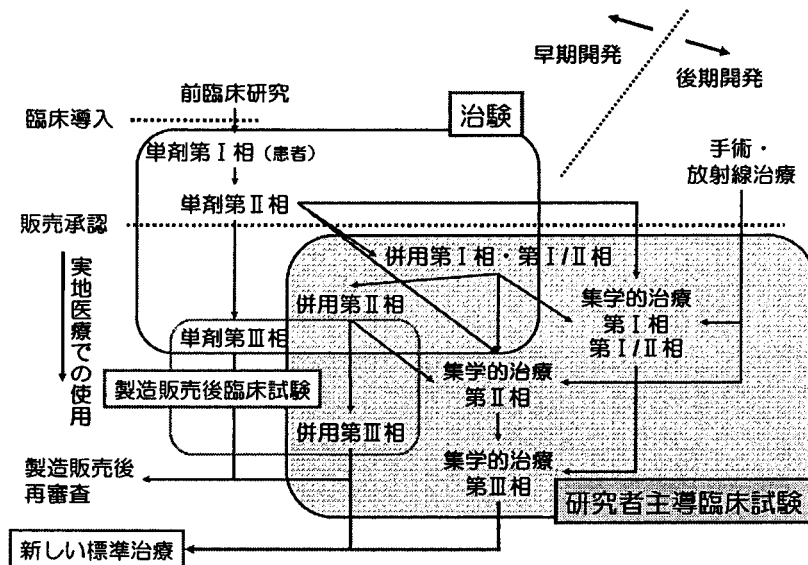 早期開発
後期開発
前臨床研究
臨床導入
治験
単剤第Ⅰ相（患者）
手術・
放射線治療
単剤第Ⅱ相
販売承認
併用第Ⅰ相・第Ⅰ/Ⅱ相
実地医療での使用
併用第Ⅱ相
集学的治療
第Ⅰ相
第Ⅰ/Ⅱ相
単剤第Ⅲ相
製造販売後臨床試験
集学的治療
第Ⅱ相
併用第Ⅲ相
製造販売後
再審査
集学的治療
第Ⅲ相
研究者主導臨床試験
新しい標準治療